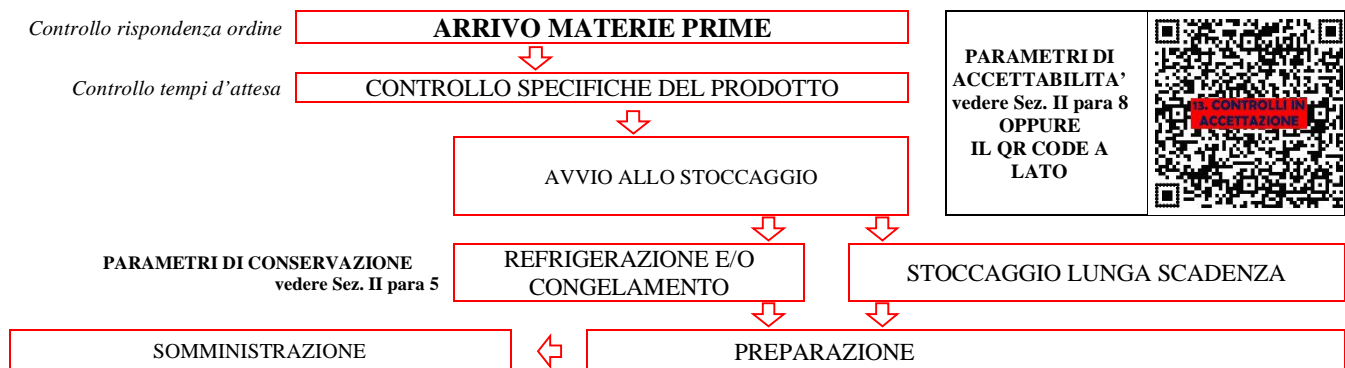 Controllo rispondenza ordine
ARRIVO MATERIE PRIME
Controllo tempi d'attesa
CONTROLLO SPECIFICHE DEL PRODOTTO
PARAMETRI DI
ACCETTABILITA'
vedere Sez. II para 8
OPPURE
IL QR CODE A
LATO
13. CONTROLLI IN
ACCETTAZIONE
AVVIO ALLO STOCCAGGIO
PARAMETRI DI CONSERVAZIONE
vedere Sez. II para 5
REFRIGERAZIONE E/O
CONGELAMENTO
STOCCAGGIO LUNGA SCADENZA
SOMMINISTRAZIONE
PREPARAZIONE